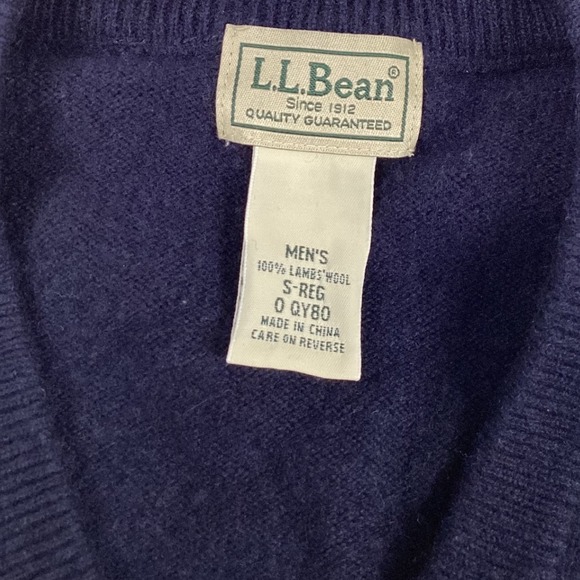 L.L.Bean®
Since 1912
QUALITY GUARANTEED
MEN'S
100% LAMBS'WOOL
S-REG
0 QY80
MADE IN CHINA
CARE ON REVERSE